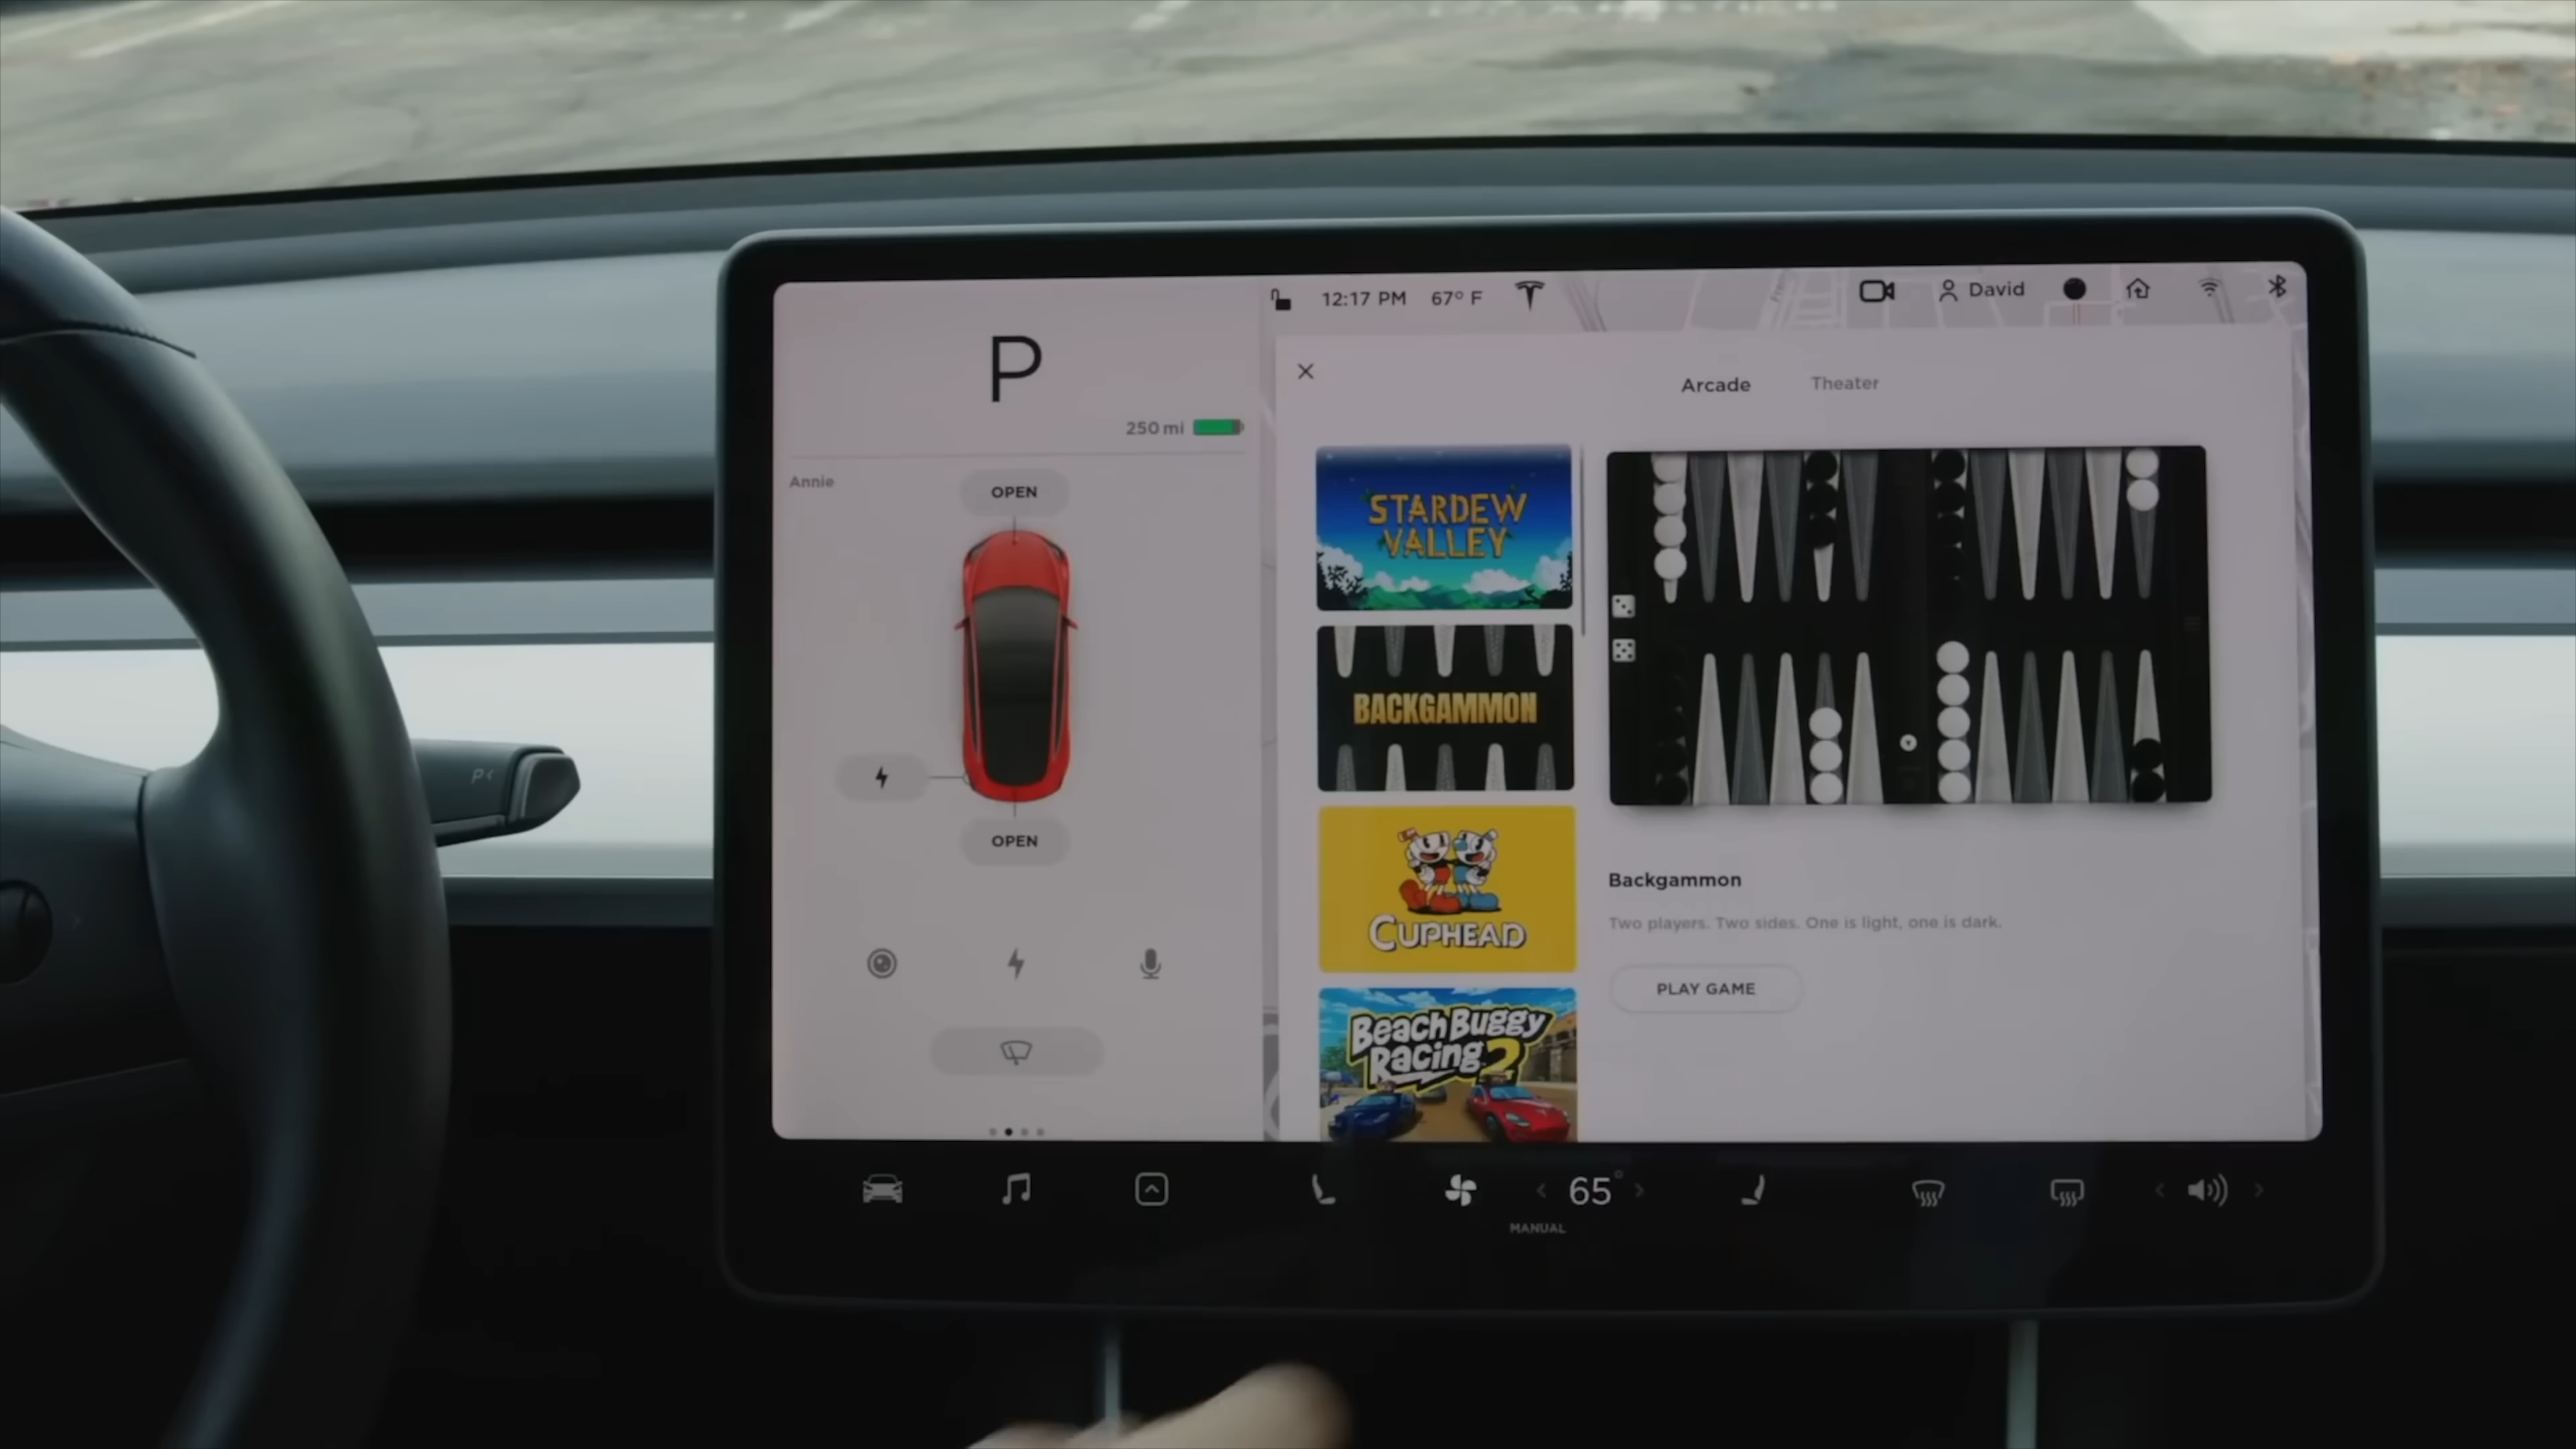 12:17 PM 67° F
David
P
250 mi
Annie
OPEN
OPEN
Arcade Theater
STARDEW
VALLEY
BACKGAMMON
CUPHEAD
Beach Buggy
Racing 2
Backgammon
Two players. Two sides. One is light, one is dark.
PLAY GAME
65°
MANUAL
P